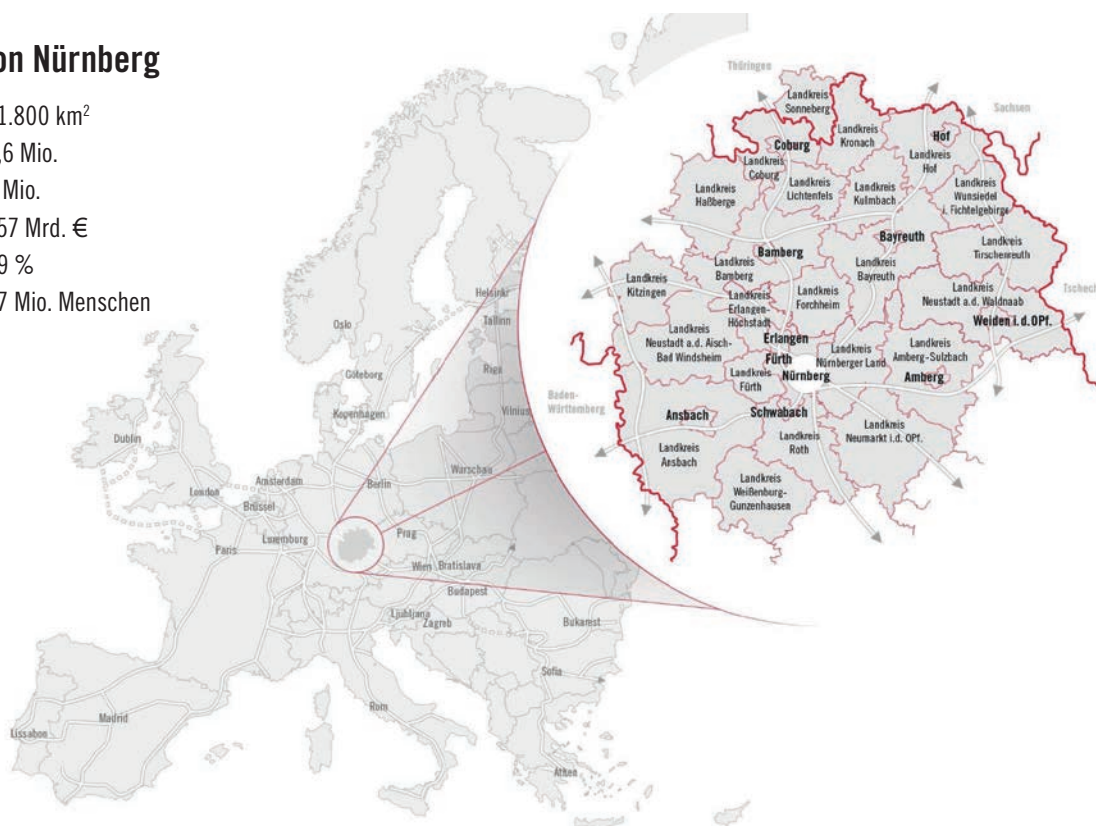 on Nürnberg
1.800 km²
,6 Mio.
Mio.
57 Mrd. €
9 %
7 Mio. Menschen
Thüringen
Sachsen
Tschech
Baden-
Württemberg
Landkreis
Sonneberg
Landkreis
Kronach
Hof
Coburg
Landkreis
Coburg
Landkreis
Hof
Landkreis
Lichtenfels
Landkreis
Kulmbach
Landkreis
Haßberge
Landkreis
Wunsiedel
i. Fichtelgebirge
Bayreuth
Bamberg
Landkreis
Tirschenreuth
Landkreis
Bamberg
Landkreis
Bayreuth
Landkreis
Kitzingen
Landkreis
Forchheim
Landkreis
Neustadt a.d. Waldnaab
Landkreis
Erlangen-
Höchstadt
Weiden i.d.OPf.
Landkreis
Neustadt a.d. Aisch-
Bad Windsheim
Erlangen
Fürth
Nürnberg
Landkreis
Nürnberger Land
Landkreis
Amberg-Sulzbach
Amberg
Landkreis
Fürth
Ansbach
Schwabach
Landkreis
Ansbach
Landkreis
Roth
Landkreis
Neumarkt i.d. OPf.
Landkreis
Weißenburg-
Gunzenhausen
Helsinki
Oslo
Tallinn
Göteborg
Riga
Kopenhagen
Vilnius
Dublin
London
Amsterdam
Berlin
Warschau
Brüssel
Luxemburg
Paris
Prag
Wien
Bratislava
Budapest
Ljubljana
Zagreb
Bukarest
Sofia
Rom
Madrid
Lissabon
Athen